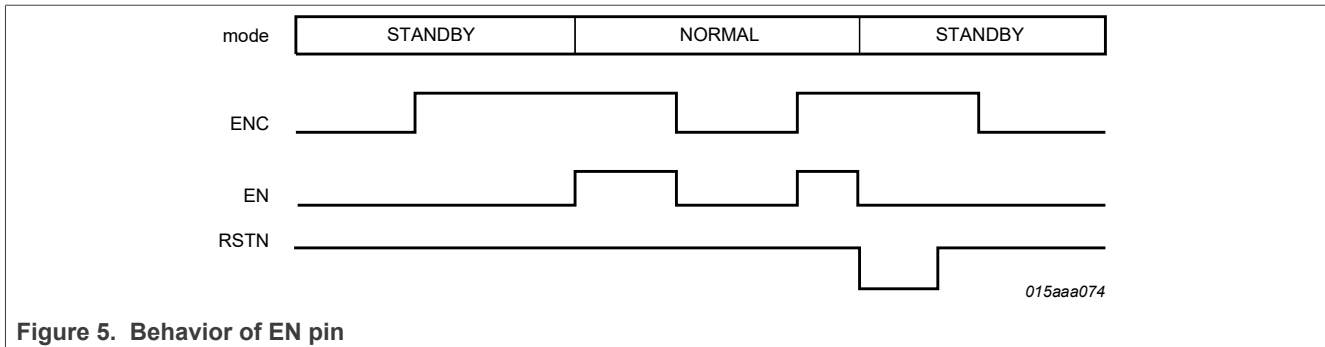 mode STANDBY NORMAL STANDBY
ENC
EN
RSTN
015aaa074
Figure 5. Behavior of EN pin